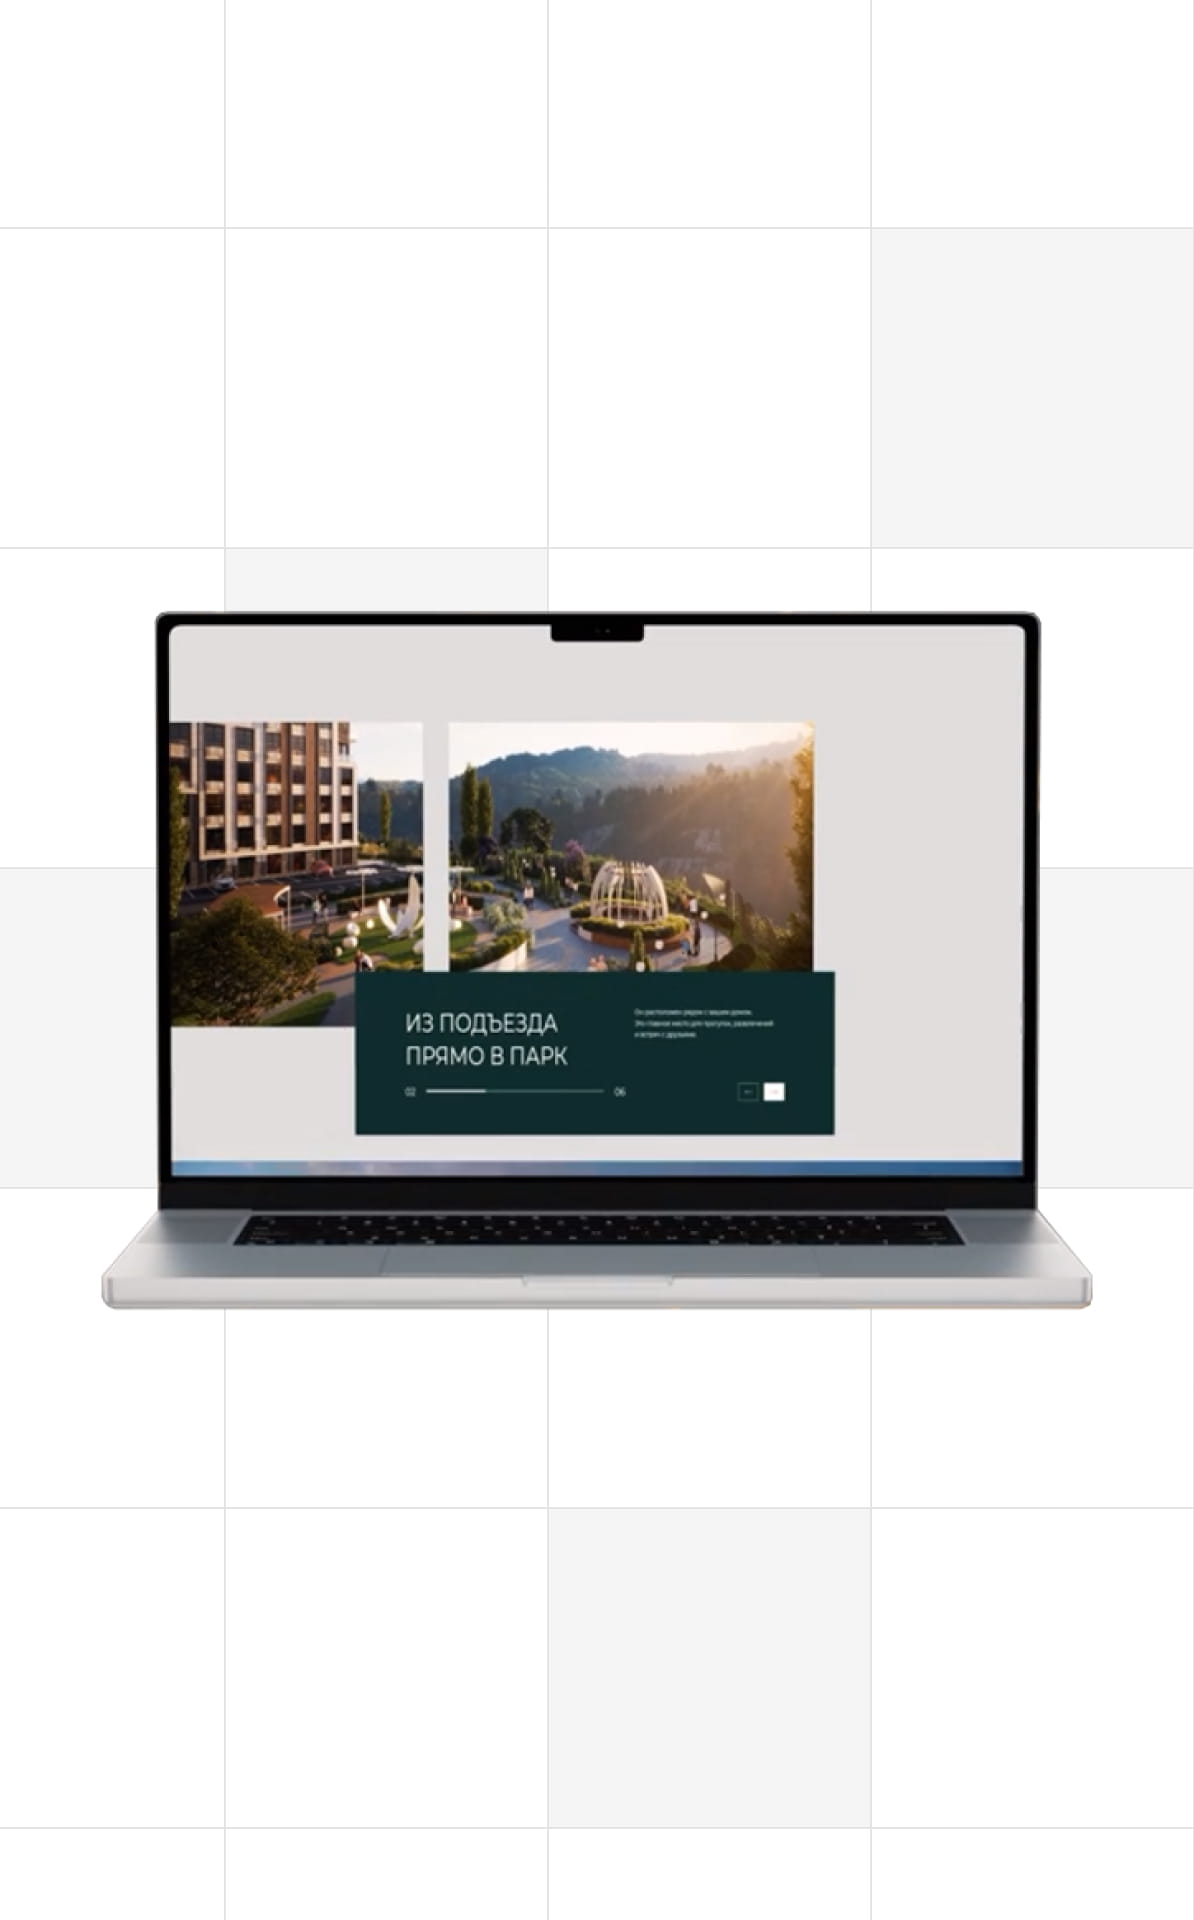 ИЗ ПОДЪЕЗДА
ПРЯМО В ПАРК
Он расположен рядом с вашим домом.
Это главное место для прогулок, развлечений
и встреч с друзьями.
02
06